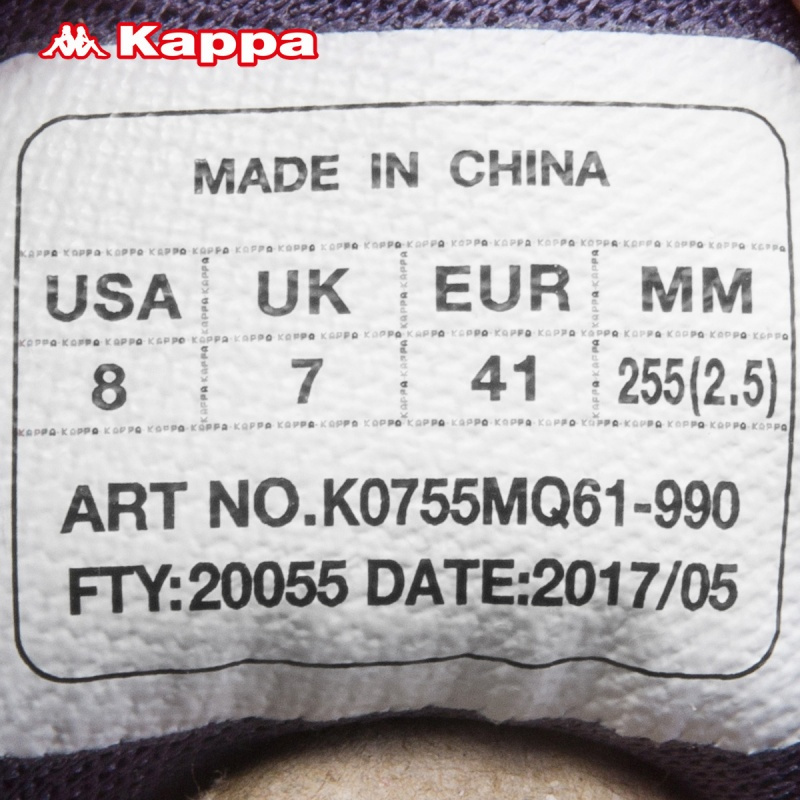 Kappa
MADE IN CHINA
USA UK EUR MM
8 7 41 255(2.5)
ART NO.K0755MQ61-990
FTY:20055 DATE:2017/05